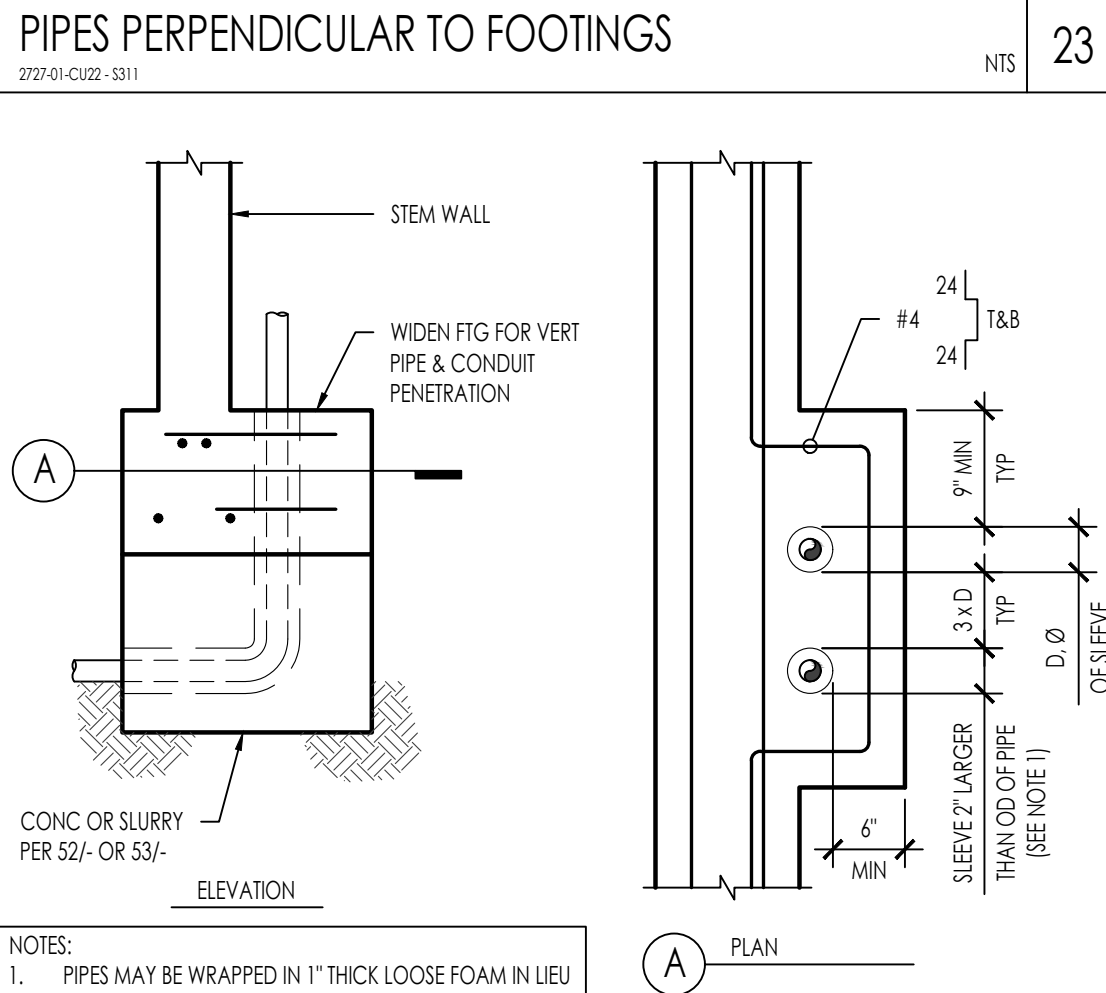 PIPES PERPENDICULAR TO FOOTINGS
2727-01-CU22 - S311
NTS
23
STEM WALL
WIDEN FTG FOR VERT
PIPE & CONDUIT
PENETRATION
A
CONC OR SLURRY
PER 52/- OR 53/-
ELEVATION
#4
24
24
T&B
9" MIN
TYP
3 x D
TYP
D, Ø
OF SLEEVE
SLEEVE 2" LARGER
THAN OD OF PIPE
(SEE NOTE 1)
6"
MIN
A
PLAN
NOTES:
1. PIPES MAY BE WRAPPED IN 1" THICK LOOSE FOAM IN LIEU